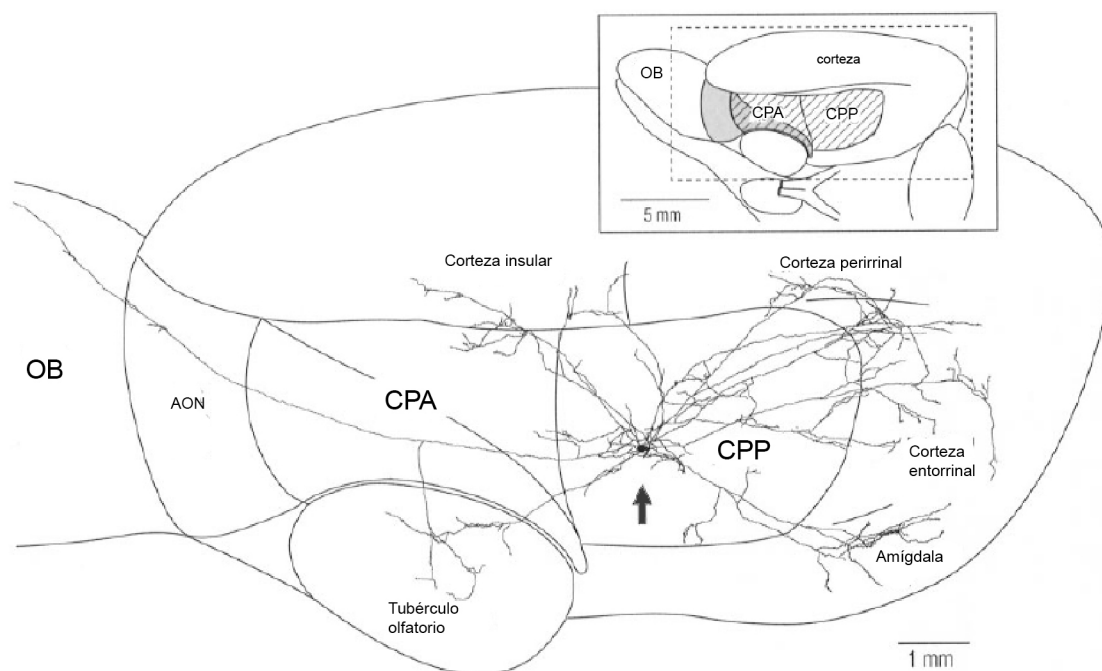 corteza
OB
CPA
CPP
5 mm
Corteza insular
Corteza perirrinal
OB
AON
CPA
CPP
Corteza
entorrinal
Amígdala
Tubérculo
olfatorio
1 mm